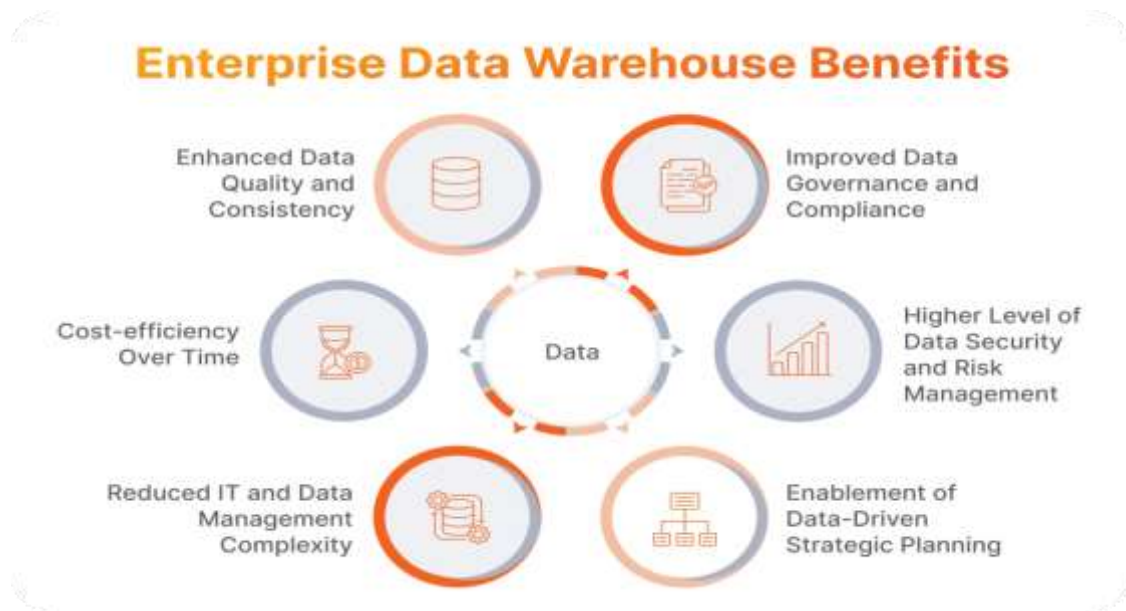 Enterprise Data Warehouse Benefits
Enhanced Data
Quality and
Consistency
Improved Data
Governance and
Compliance
Cost-efficiency
Over Time
Data
Higher Level of
Data Security
and Risk
Management
Reduced IT and Data
Management
Complexity
Enablement of
Data-Driven
Strategic Planning